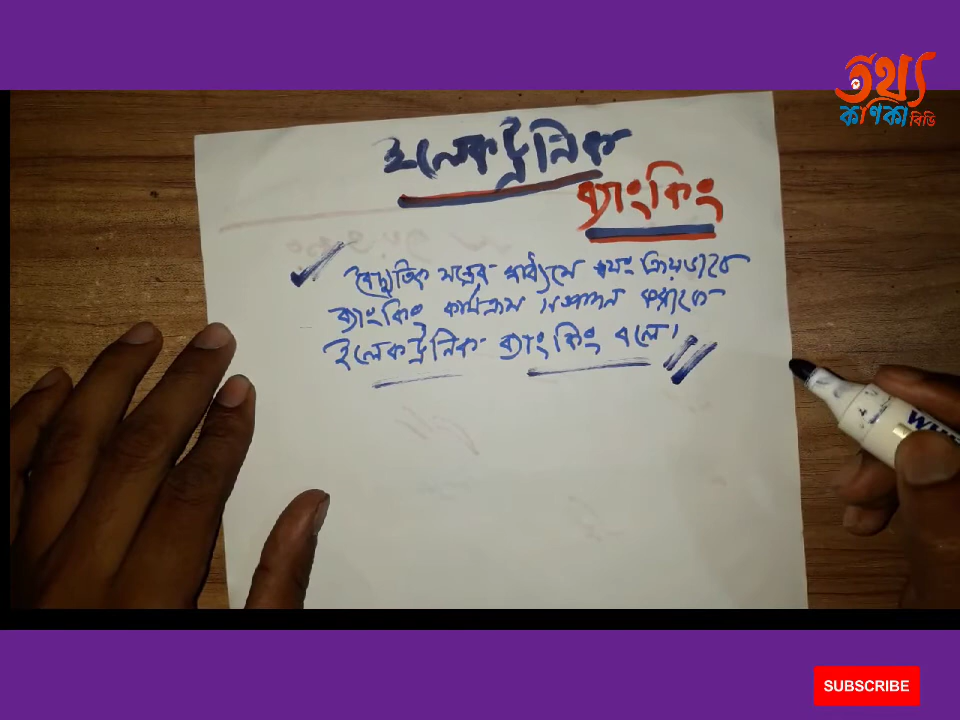 তথ্য
কণিকা বিডি
ইলেকট্রনিক
ব্যাংকিং
বৈদ্যুতিক যন্ত্রের মাধ্যমে স্বয়ংক্রিয়ভাবে
ব্যাংকিং কার্যক্রম সম্পাদন করাকে
ইলেকট্রনিক ব্যাংকিং বলে।
SUBSCRIBE